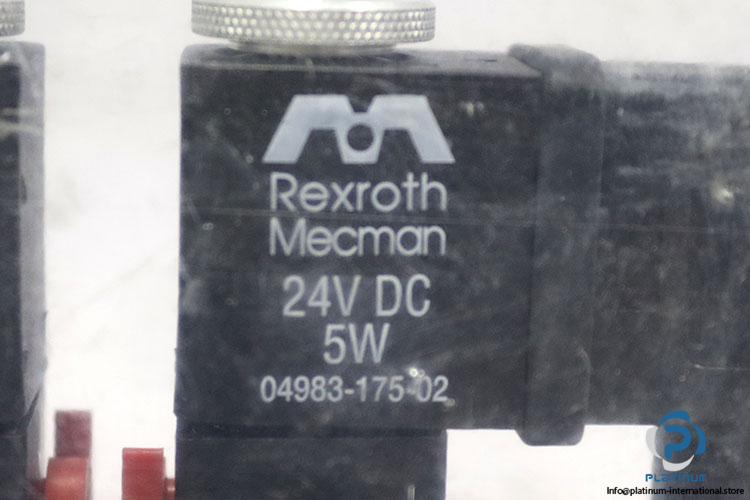 Rexroth
Mecman
24V DC
5W
04983-175-02
PLATINUM
Info@platinum-international.store